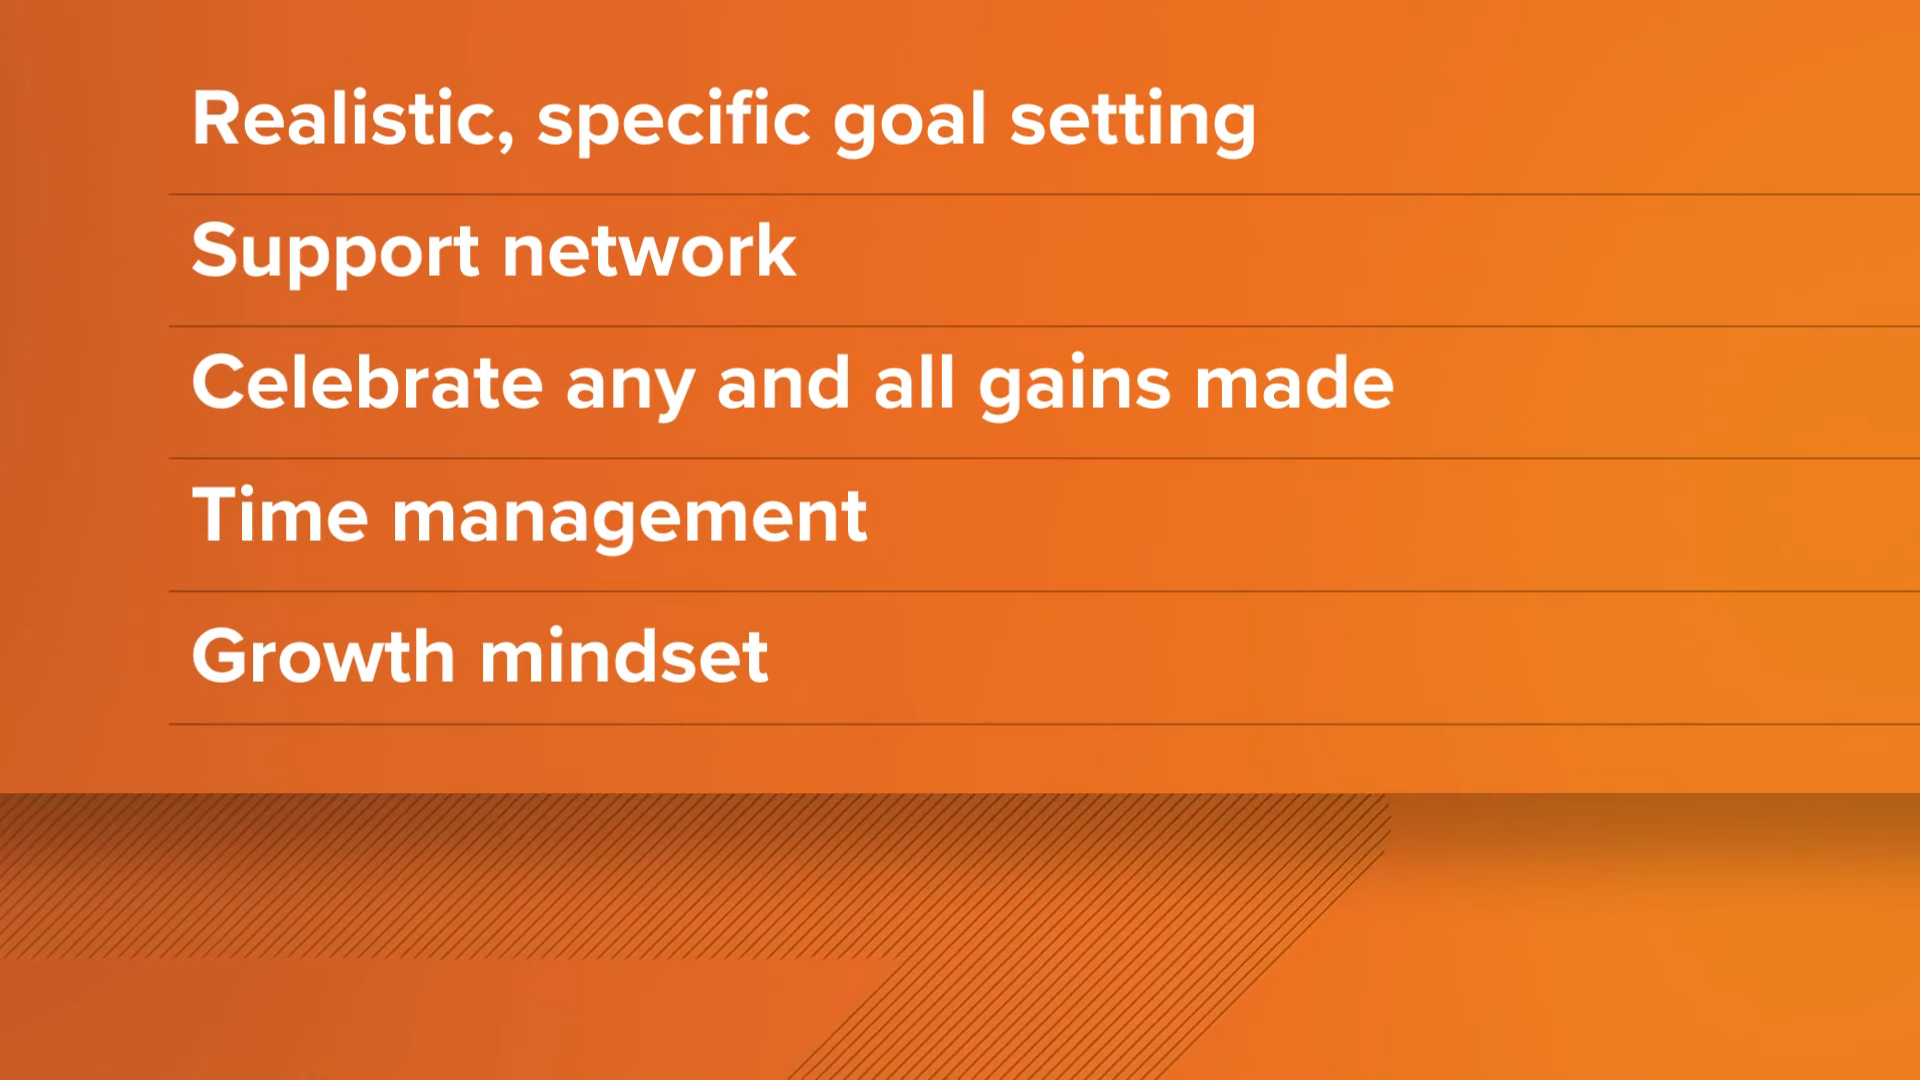 Realistic, specific goal setting
Support network
Celebrate any and all gains made
Time management
Growth mindset